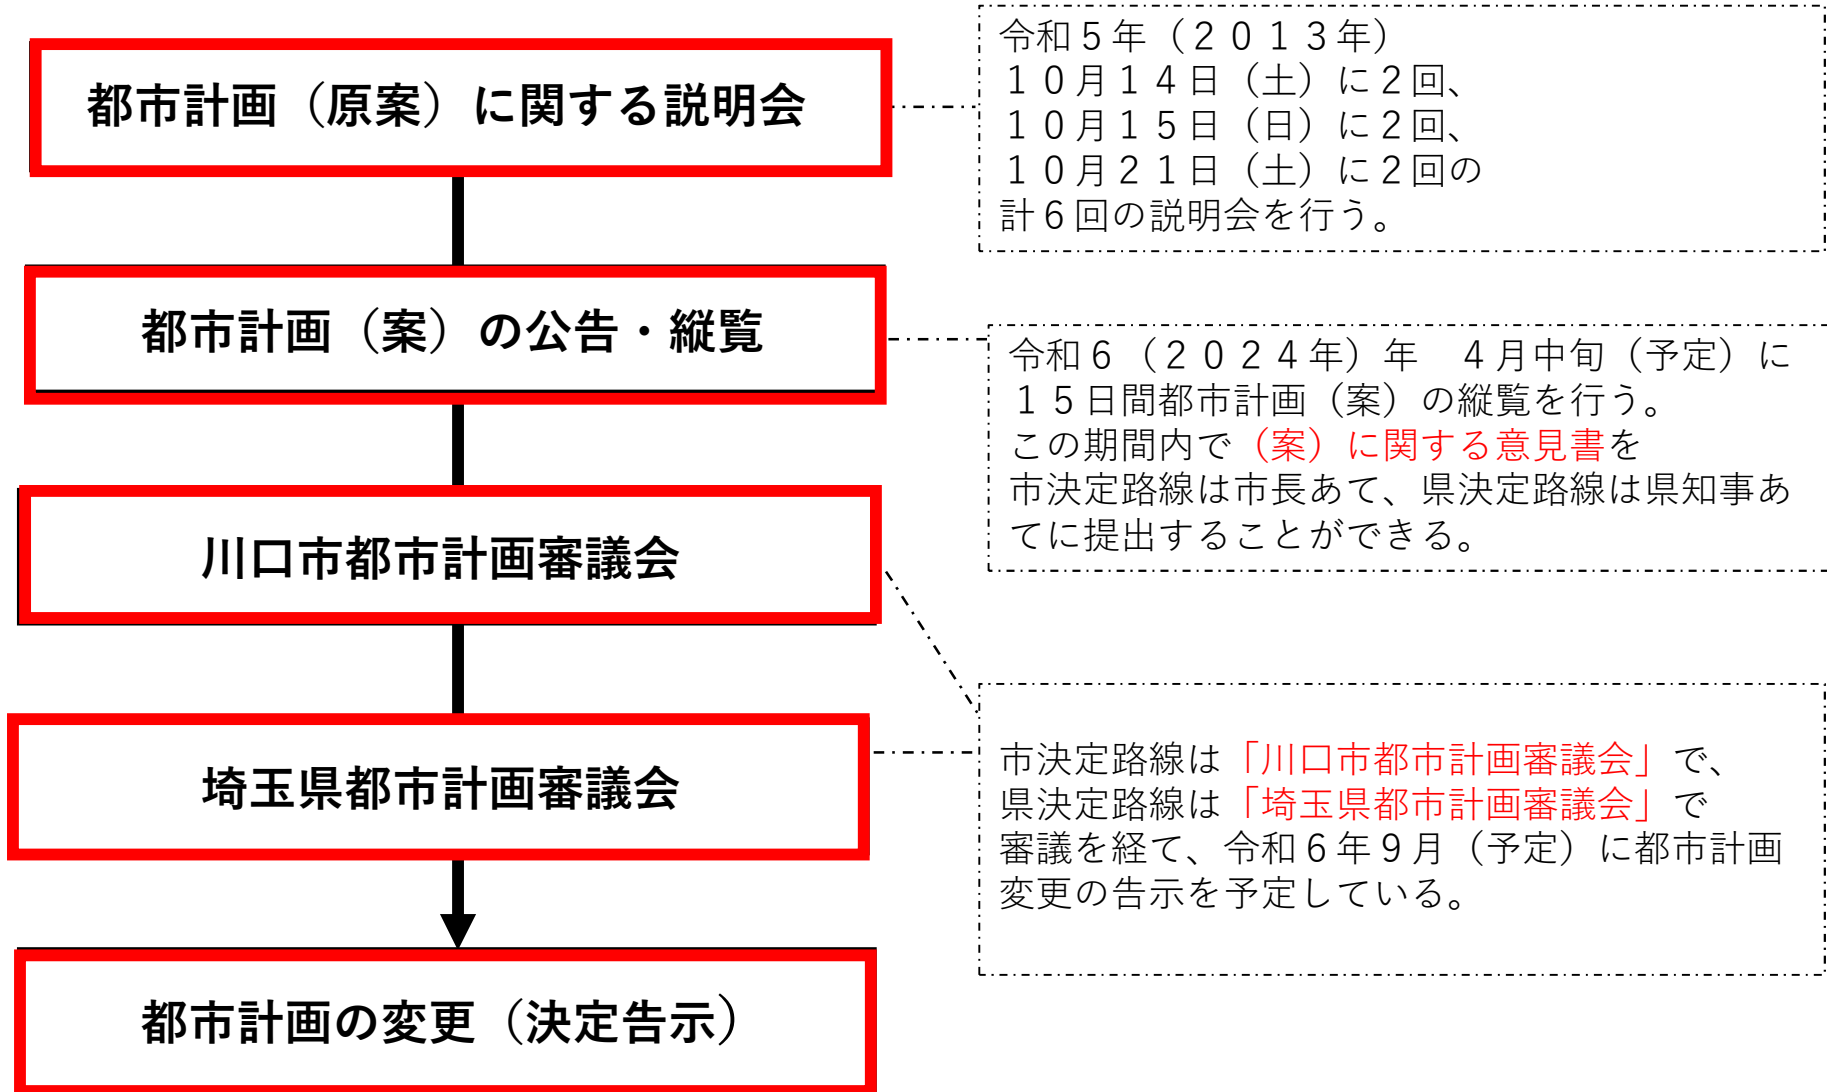 都市計画（原案）に関する説明会
令和５年（２０１３年）
１０月１４日（土）に２回、
１０月１５日（日）に２回、
１０月２１日（土）に２回の
計６回の説明会を行う。
都市計画（案）の公告・縦覧
令和６（２０２４年）年　４月中旬（予定）に
１５日間都市計画（案）の縦覧を行う。
この期間内で（案）に関する意見書を
市決定路線は市長あて、県決定路線は県知事あ
てに提出することができる。
川口市都市計画審議会
埼玉県都市計画審議会
市決定路線は「川口市都市計画審議会」で、
県決定路線は「埼玉県都市計画審議会」で
審議を経て、令和６年９月（予定）に都市計画
変更の告示を予定している。
都市計画の変更（決定告示）